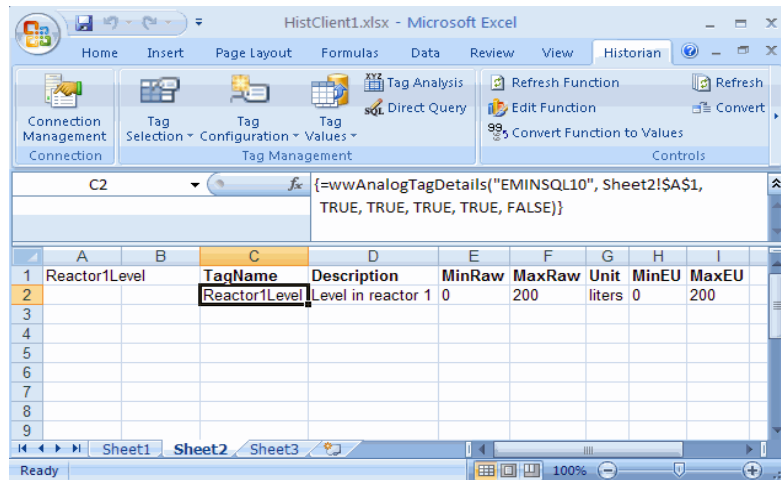 HistClient1.xlsx - Microsoft Excel
Home Insert Page Layout Formulas Data Review View Historian
Connection Management
Tag Selection
Tag Configuration
Tag Values
XYZ Tag Analysis
SQL Direct Query
Refresh Function
Edit Function
99, Convert Function to Values
Refresh
Convert
Connection Tag Management Controls
C2 fx {=wwAnalogTagDetails("EMINSQL10", Sheet2!$A$1,
TRUE, TRUE, TRUE, TRUE, FALSE)}
A B C D E F G H I
1 Reactor1Level TagName Description MinRaw MaxRaw Unit MinEU MaxEU
2 Reactor1Level Level in reactor 1 0 200 liters 0 200
3
4
5
6
7
8
9
Sheet1 Sheet2 Sheet3
Ready 100%